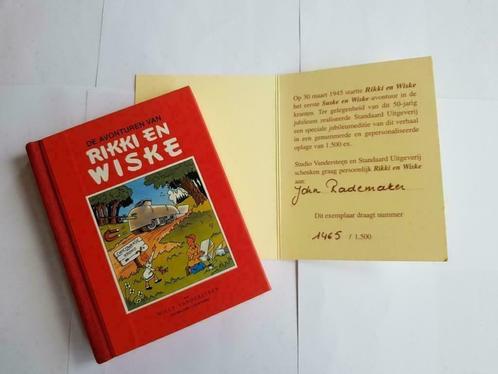 DE AVONTUREN VAN
RIKKI EN
WISKE
WILLY VANDERSTEEN
Op 30 maart 1945 startte Rikki en Wiske
het eerste Suske en Wiske-avontuur in de
kranten. Ter gelegenheid van dit 50-jarig
jubileum realiseerde Standaard Uitgeverij
een speciale jubileumeditie van dit verhaal
in een genummerde en gepersonaliseerde
oplage van 1.500 ex.
Studio Vandersteen en Standaard Uitgeverij
schenken graag persoonlijk Rikki en Wiske
aan:
John Rademaker
Dit exemplaar draagt nummer
1465 / 1.500